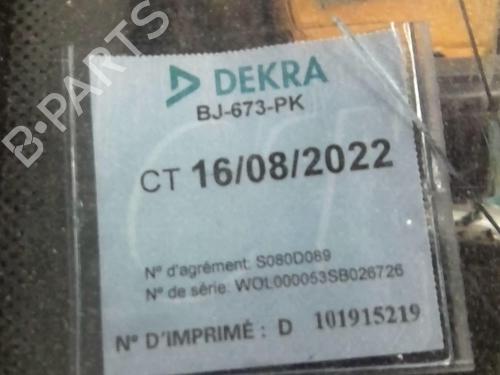 DEKRA
BJ-673-PK
CT 16/08/2022
N° d'agrément: S080D089
N° de série: WOL000053SB026726
N° D'IMPRIMÉ : D 101915219
B-PARTS